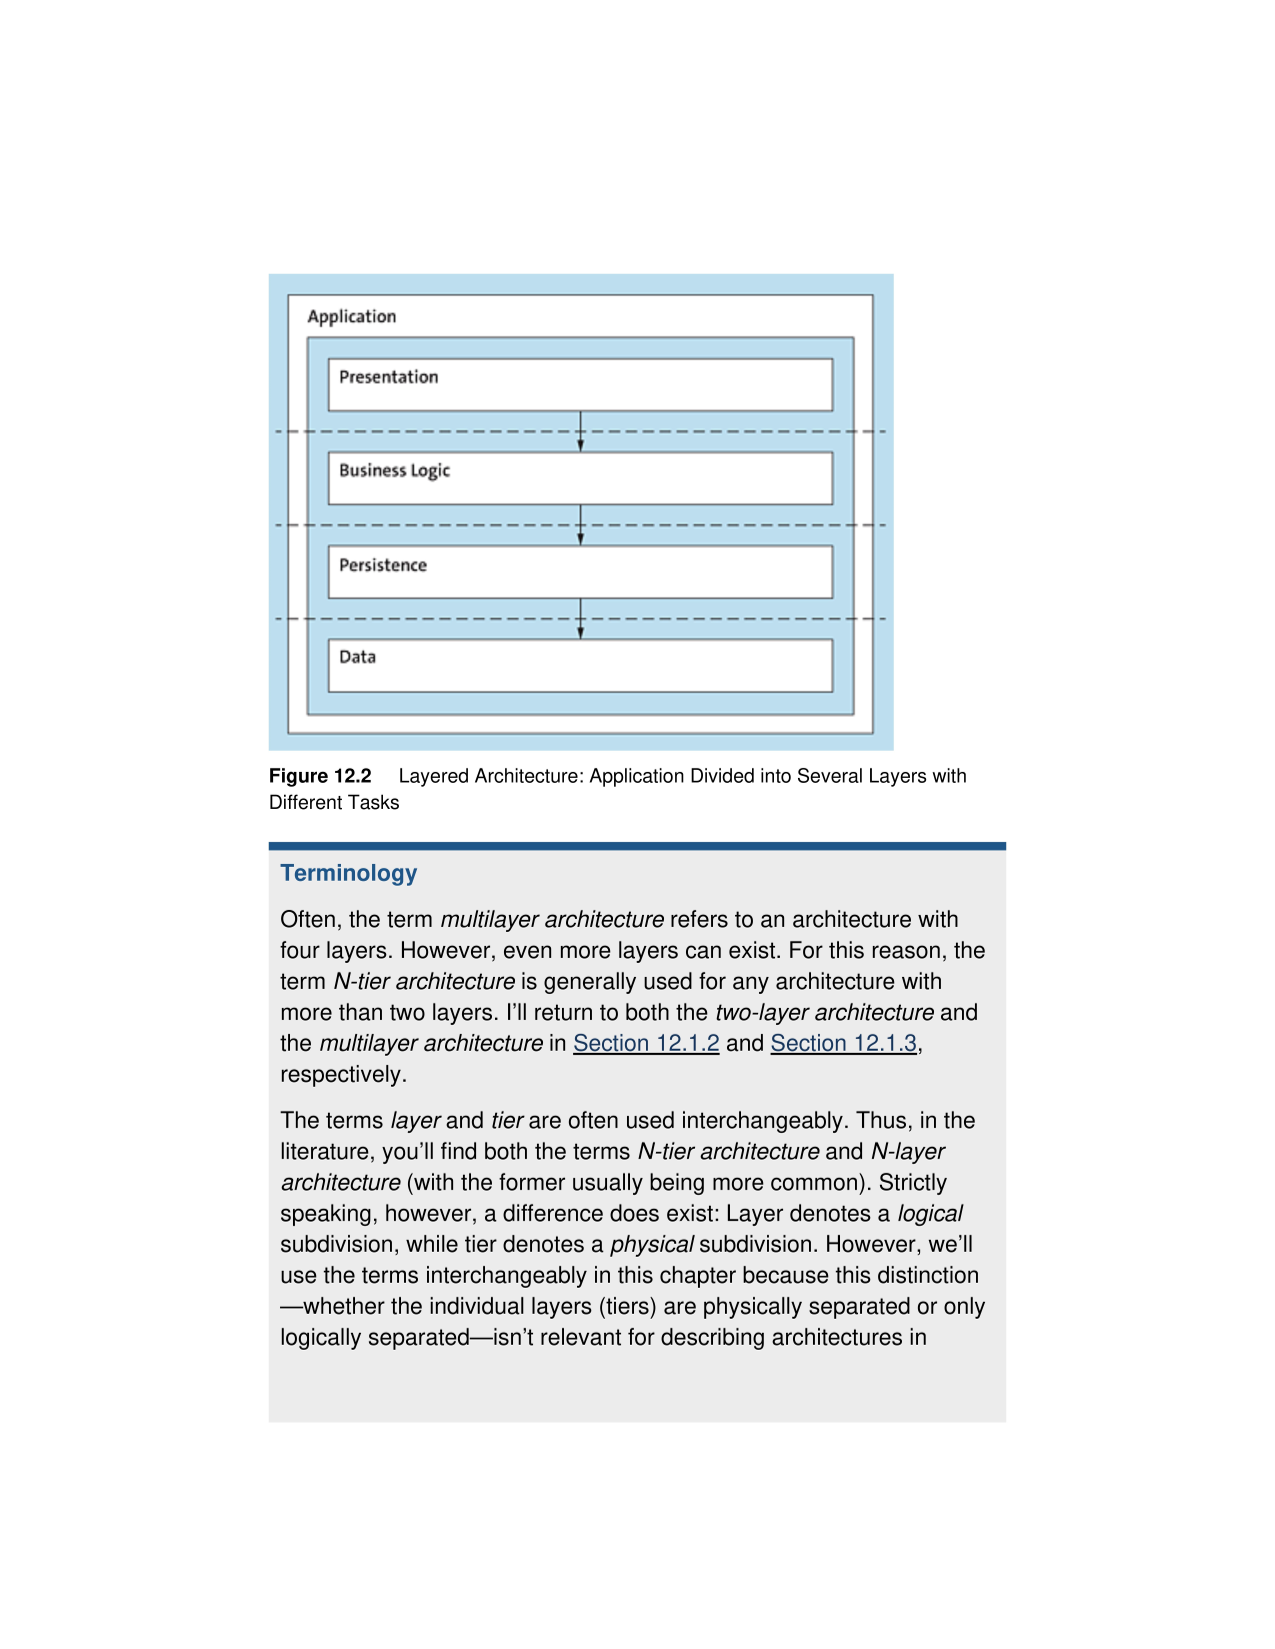 Application
Presentation
Business Logic
Persistence
Data
Figure 12.2 Layered Architecture: Application Divided into Several Layers with
Different Tasks
Terminology
Often, the term multilayer architecture refers to an architecture with
four layers. However, even more layers can exist. For this reason, the
term N-tier architecture is generally used for any architecture with
more than two layers. I’ll return to both the two-layer architecture and
the multilayer architecture in Section 12.1.2 and Section 12.1.3,
respectively.
The terms layer and tier are often used interchangeably. Thus, in the
literature, you’ll find both the terms N-tier architecture and N-layer
architecture (with the former usually being more common). Strictly
speaking, however, a difference does exist: Layer denotes a logical
subdivision, while tier denotes a physical subdivision. However, we’ll
use the terms interchangeably in this chapter because this distinction
—whether the individual layers (tiers) are physically separated or only
logically separated—isn’t relevant for describing architectures in